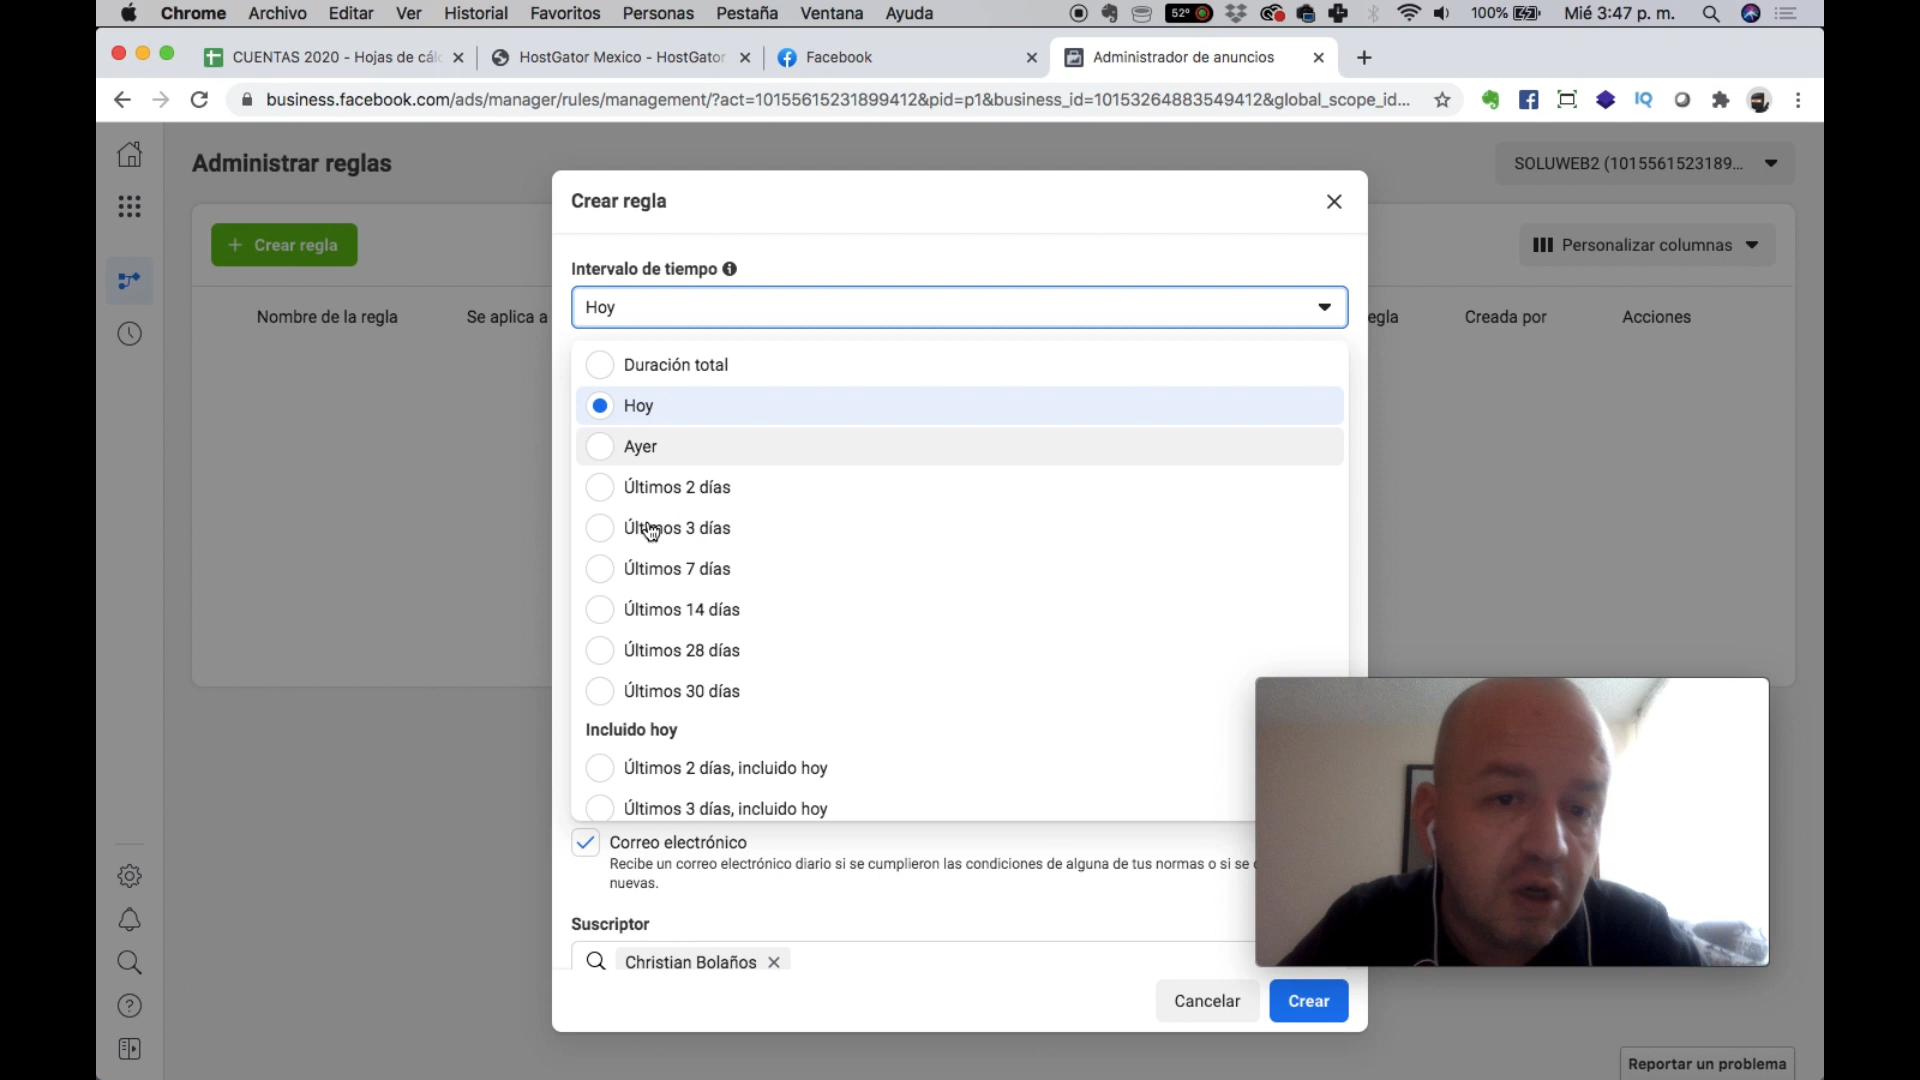 Chrome Archivo Editar Ver Historial Favoritos Personas Pestaña Ventana Ayuda 52° 100% Mié 3:47 p. m.
CUENTAS 2020 - Hojas de cálc HostGator Mexico - HostGator Facebook Administrador de anuncios
business.facebook.com/ads/manager/rules/management/?act=10155615231899412&pid=p1&business_id=10153264883549412&global_scope_id... IQ
Administrar reglas
SOLUWEB2 (1015561523189...
+ Crear regla
Personalizar columnas
Nombre de la regla Se aplica a egla Creada por Acciones
Crear regla
Intervalo de tiempo
Hoy
Duración total
Hoy
Ayer
Últimos 2 días
Últimos 3 días
Últimos 7 días
Últimos 14 días
Últimos 28 días
Últimos 30 días
Incluido hoy
Últimos 2 días, incluido hoy
Últimos 3 días, incluido hoy
Correo electrónico
Recibe un correo electrónico diario si se cumplieron las condiciones de alguna de tus normas o si se
nuevas.
Suscriptor
Christian Bolaños
Cancelar Crear
Reportar un problema